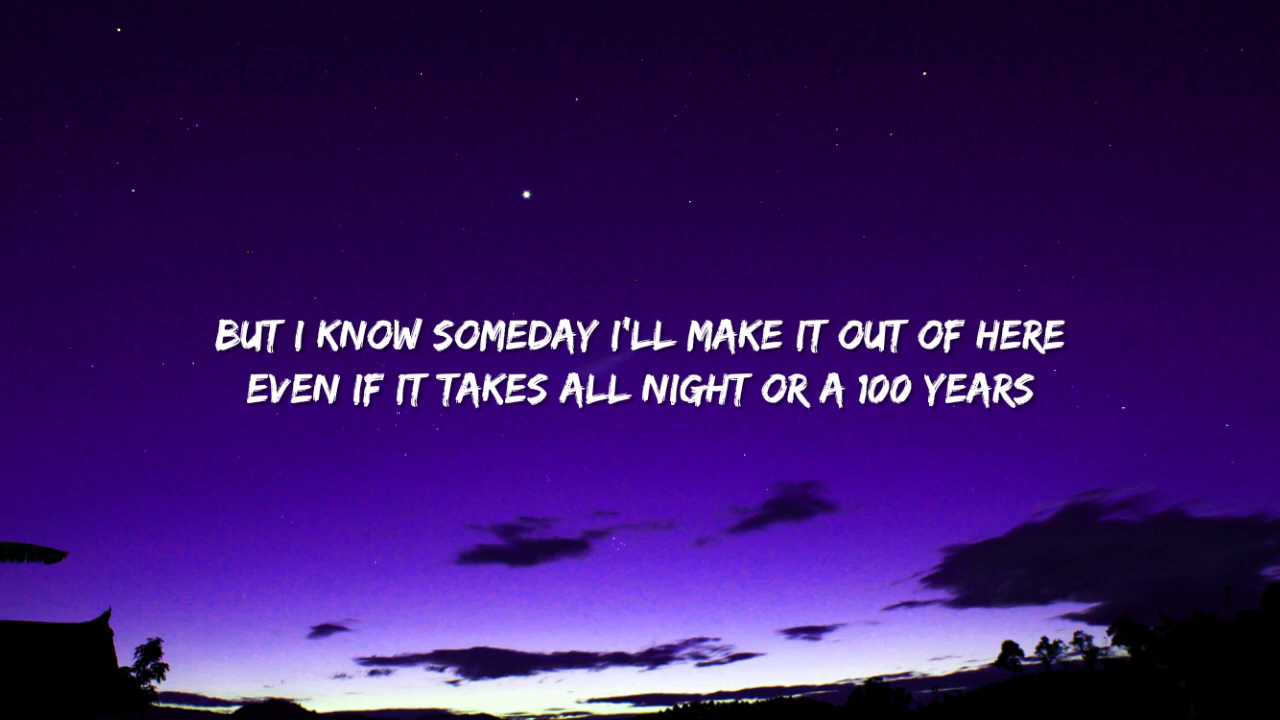 BUT I KNOW SOMEDAY I'LL MAKE IT OUT OF HERE
EVEN IF IT TAKES ALL NIGHT OR A 100 YEARS